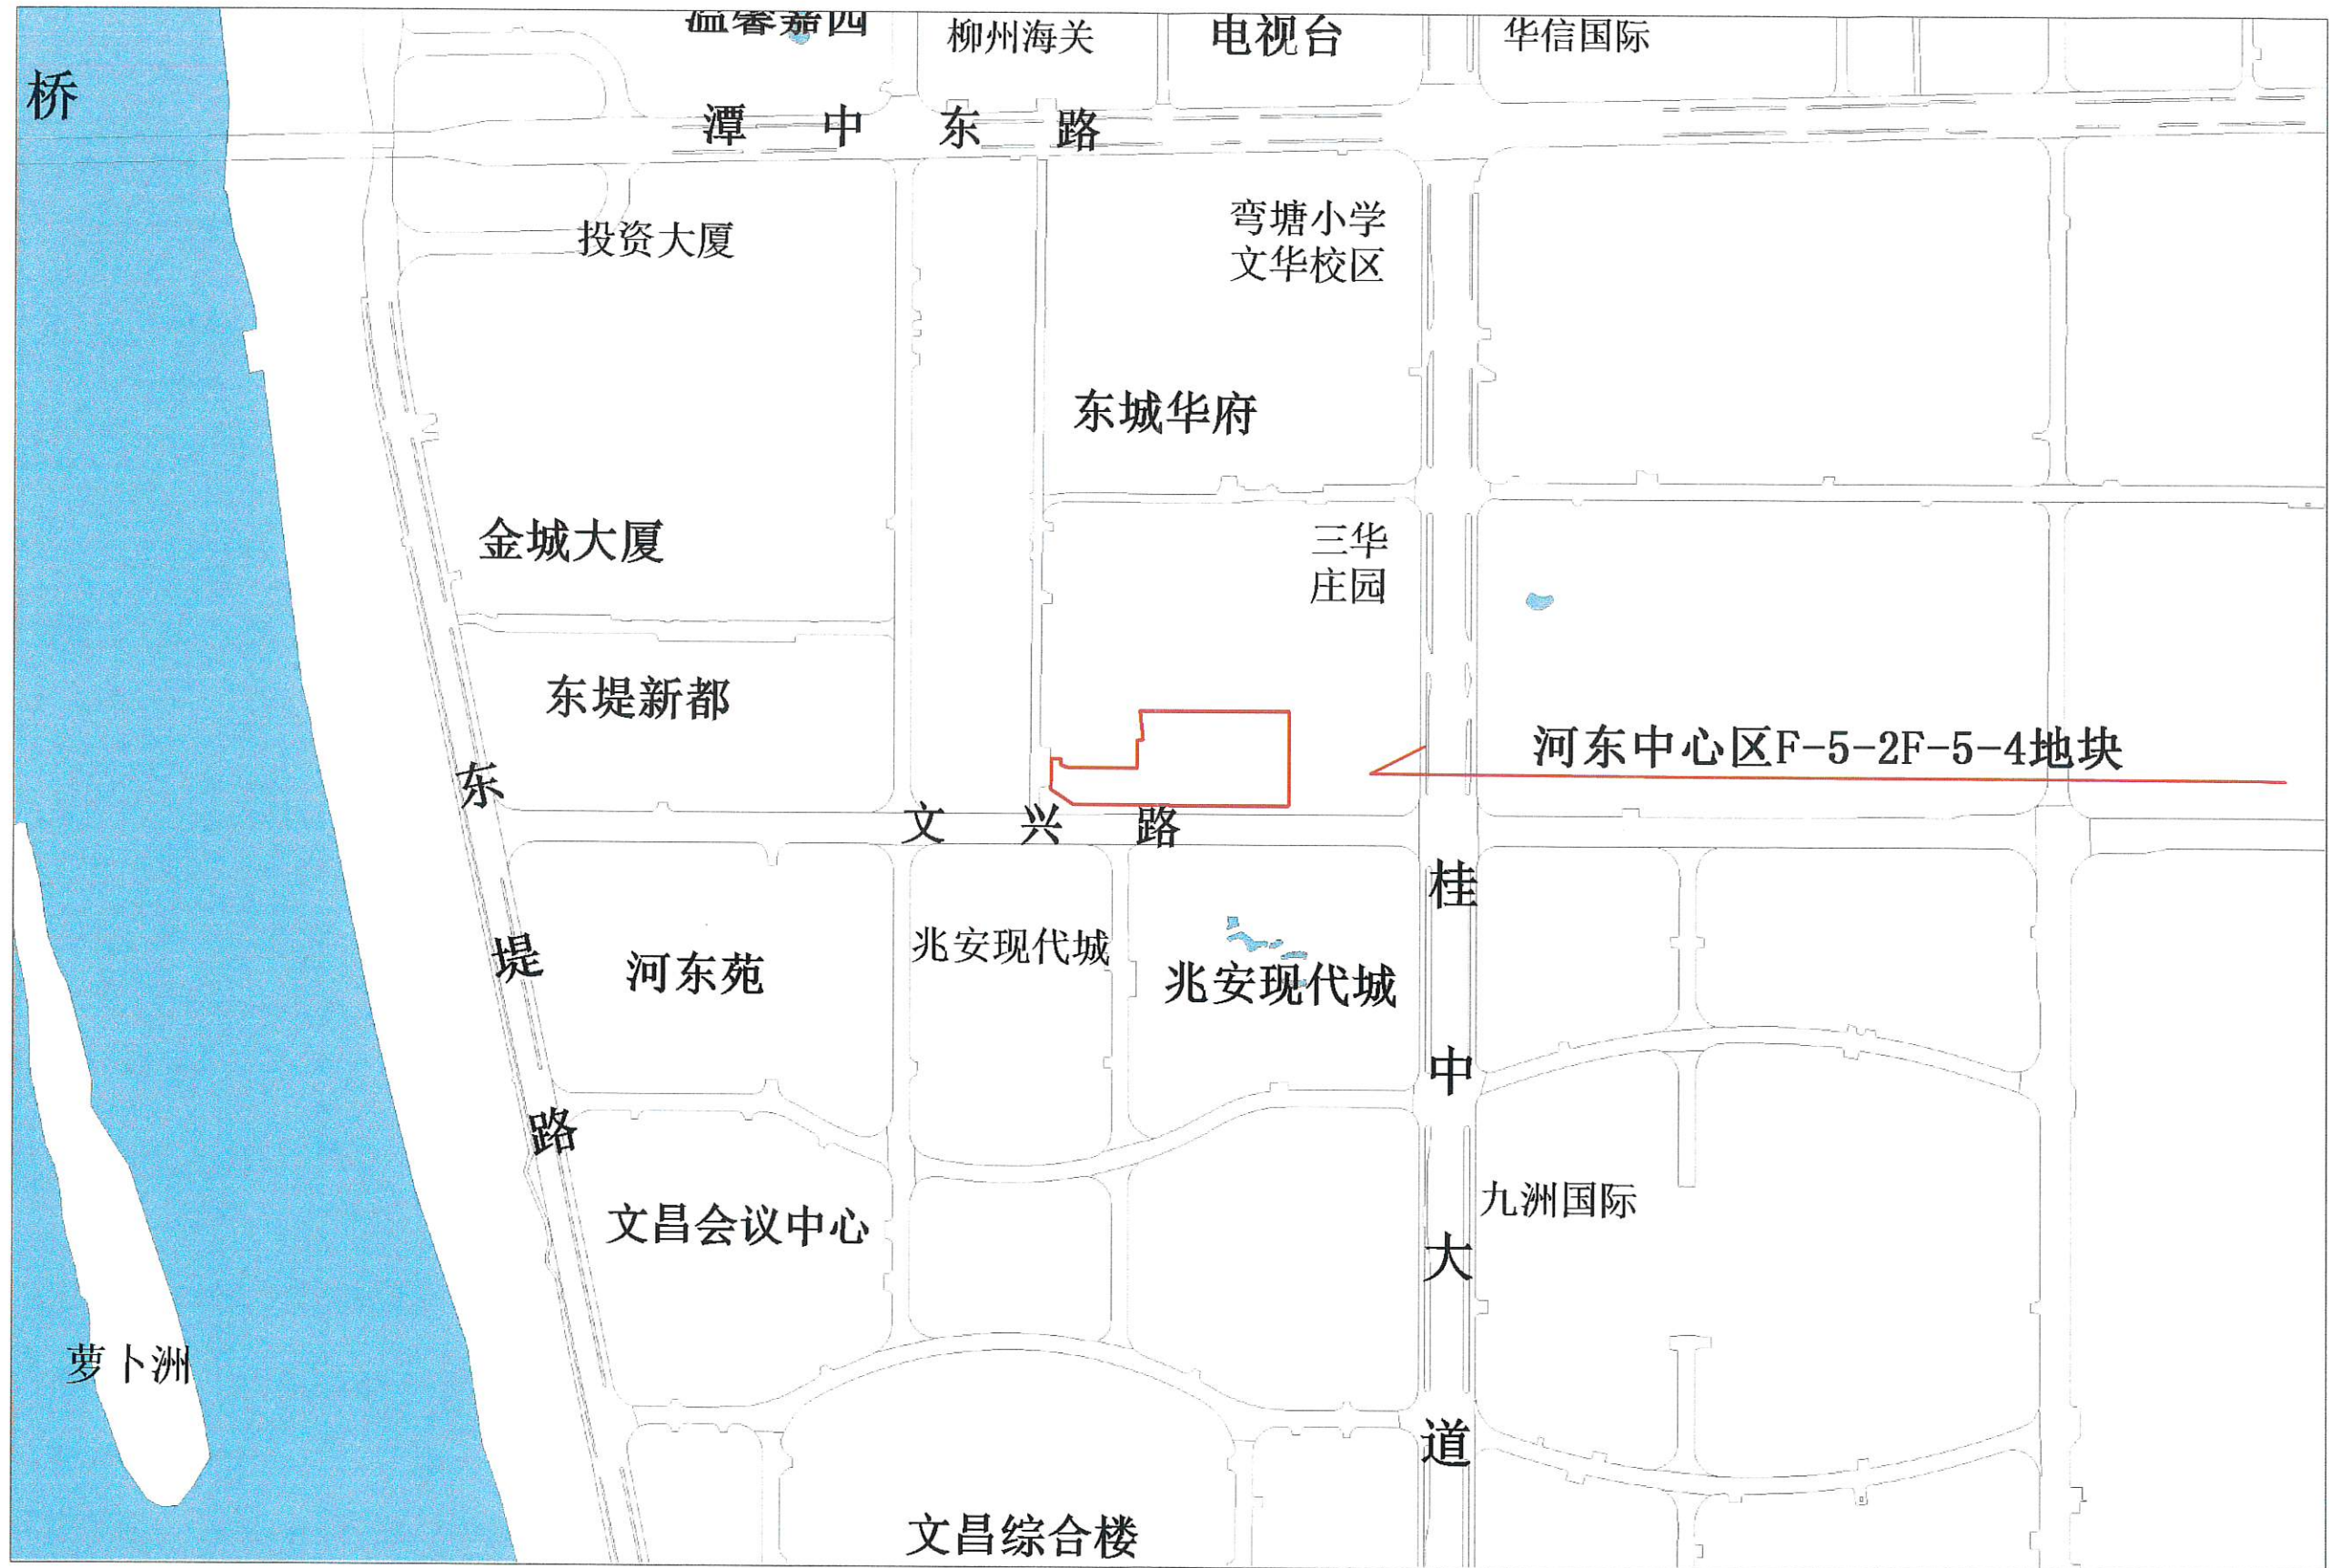 温馨嘉园
柳州海关
电视台
华信国际
桥
潭中东路
投资大厦
弯塘小学
文华校区
东城华府
金城大厦
三华
庄园
东堤新都
河东中心区F-5-2F-5-4地块
东堤路
文兴路
桂中大道
河东苑
兆安现代城
兆安现代城
文昌会议中心
九洲国际
萝卜洲
文昌综合楼